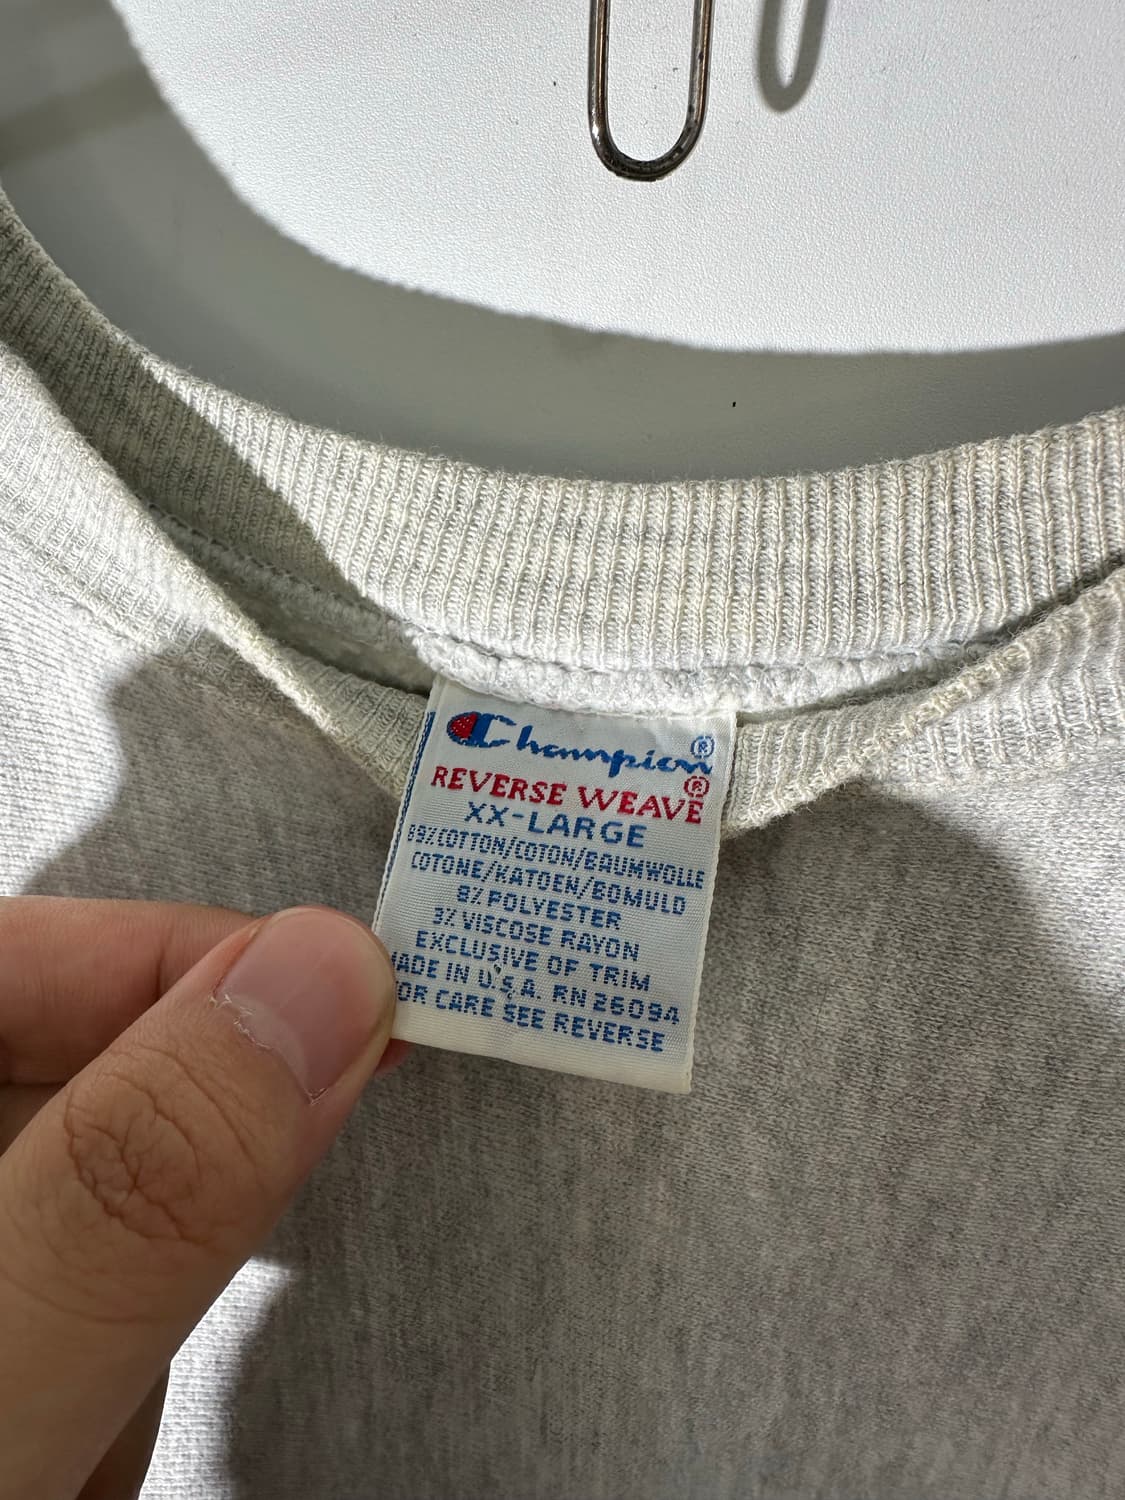 Champion®
REVERSE WEAVE®
XX-LARGE
89%COTTON/COTON/BAUMWOLLE
COTONE/KATOEN/BOMULD
8% POLYESTER
3% VISCOSE RAYON
EXCLUSIVE OF TRIM
MADE IN U.S.A. RN 26094
FOR CARE SEE REVERSE